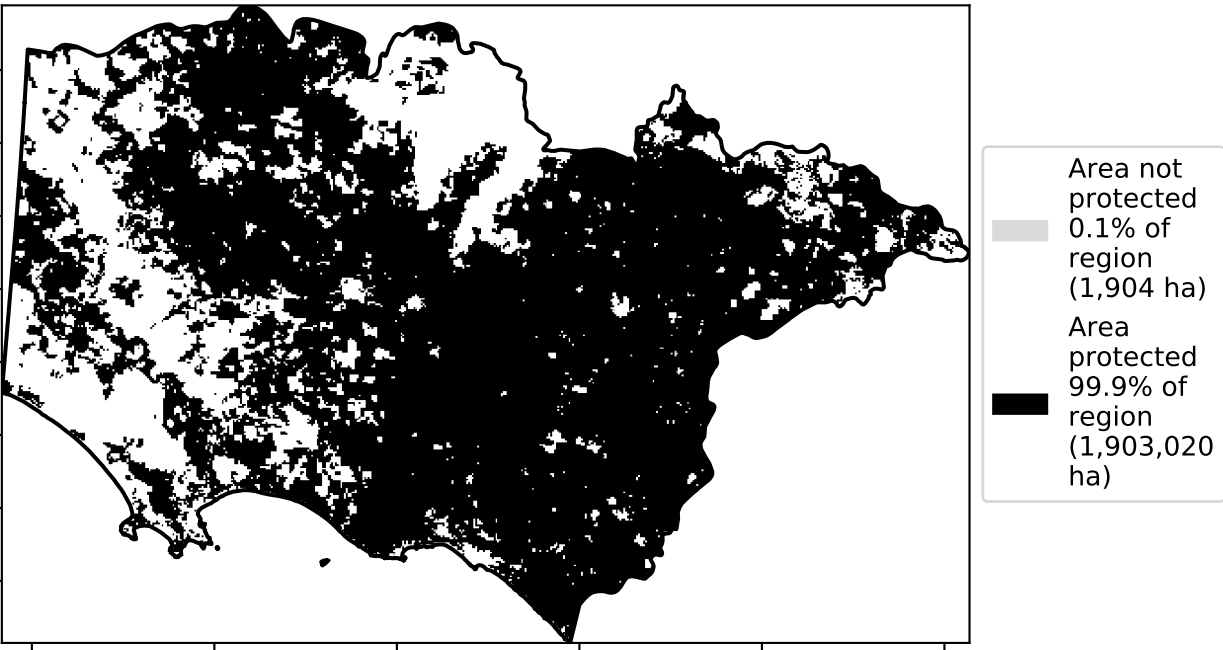 Area not
protected
0.1% of
region
(1,904 ha)
Area
protected
99.9% of
region
(1,903,020
ha)